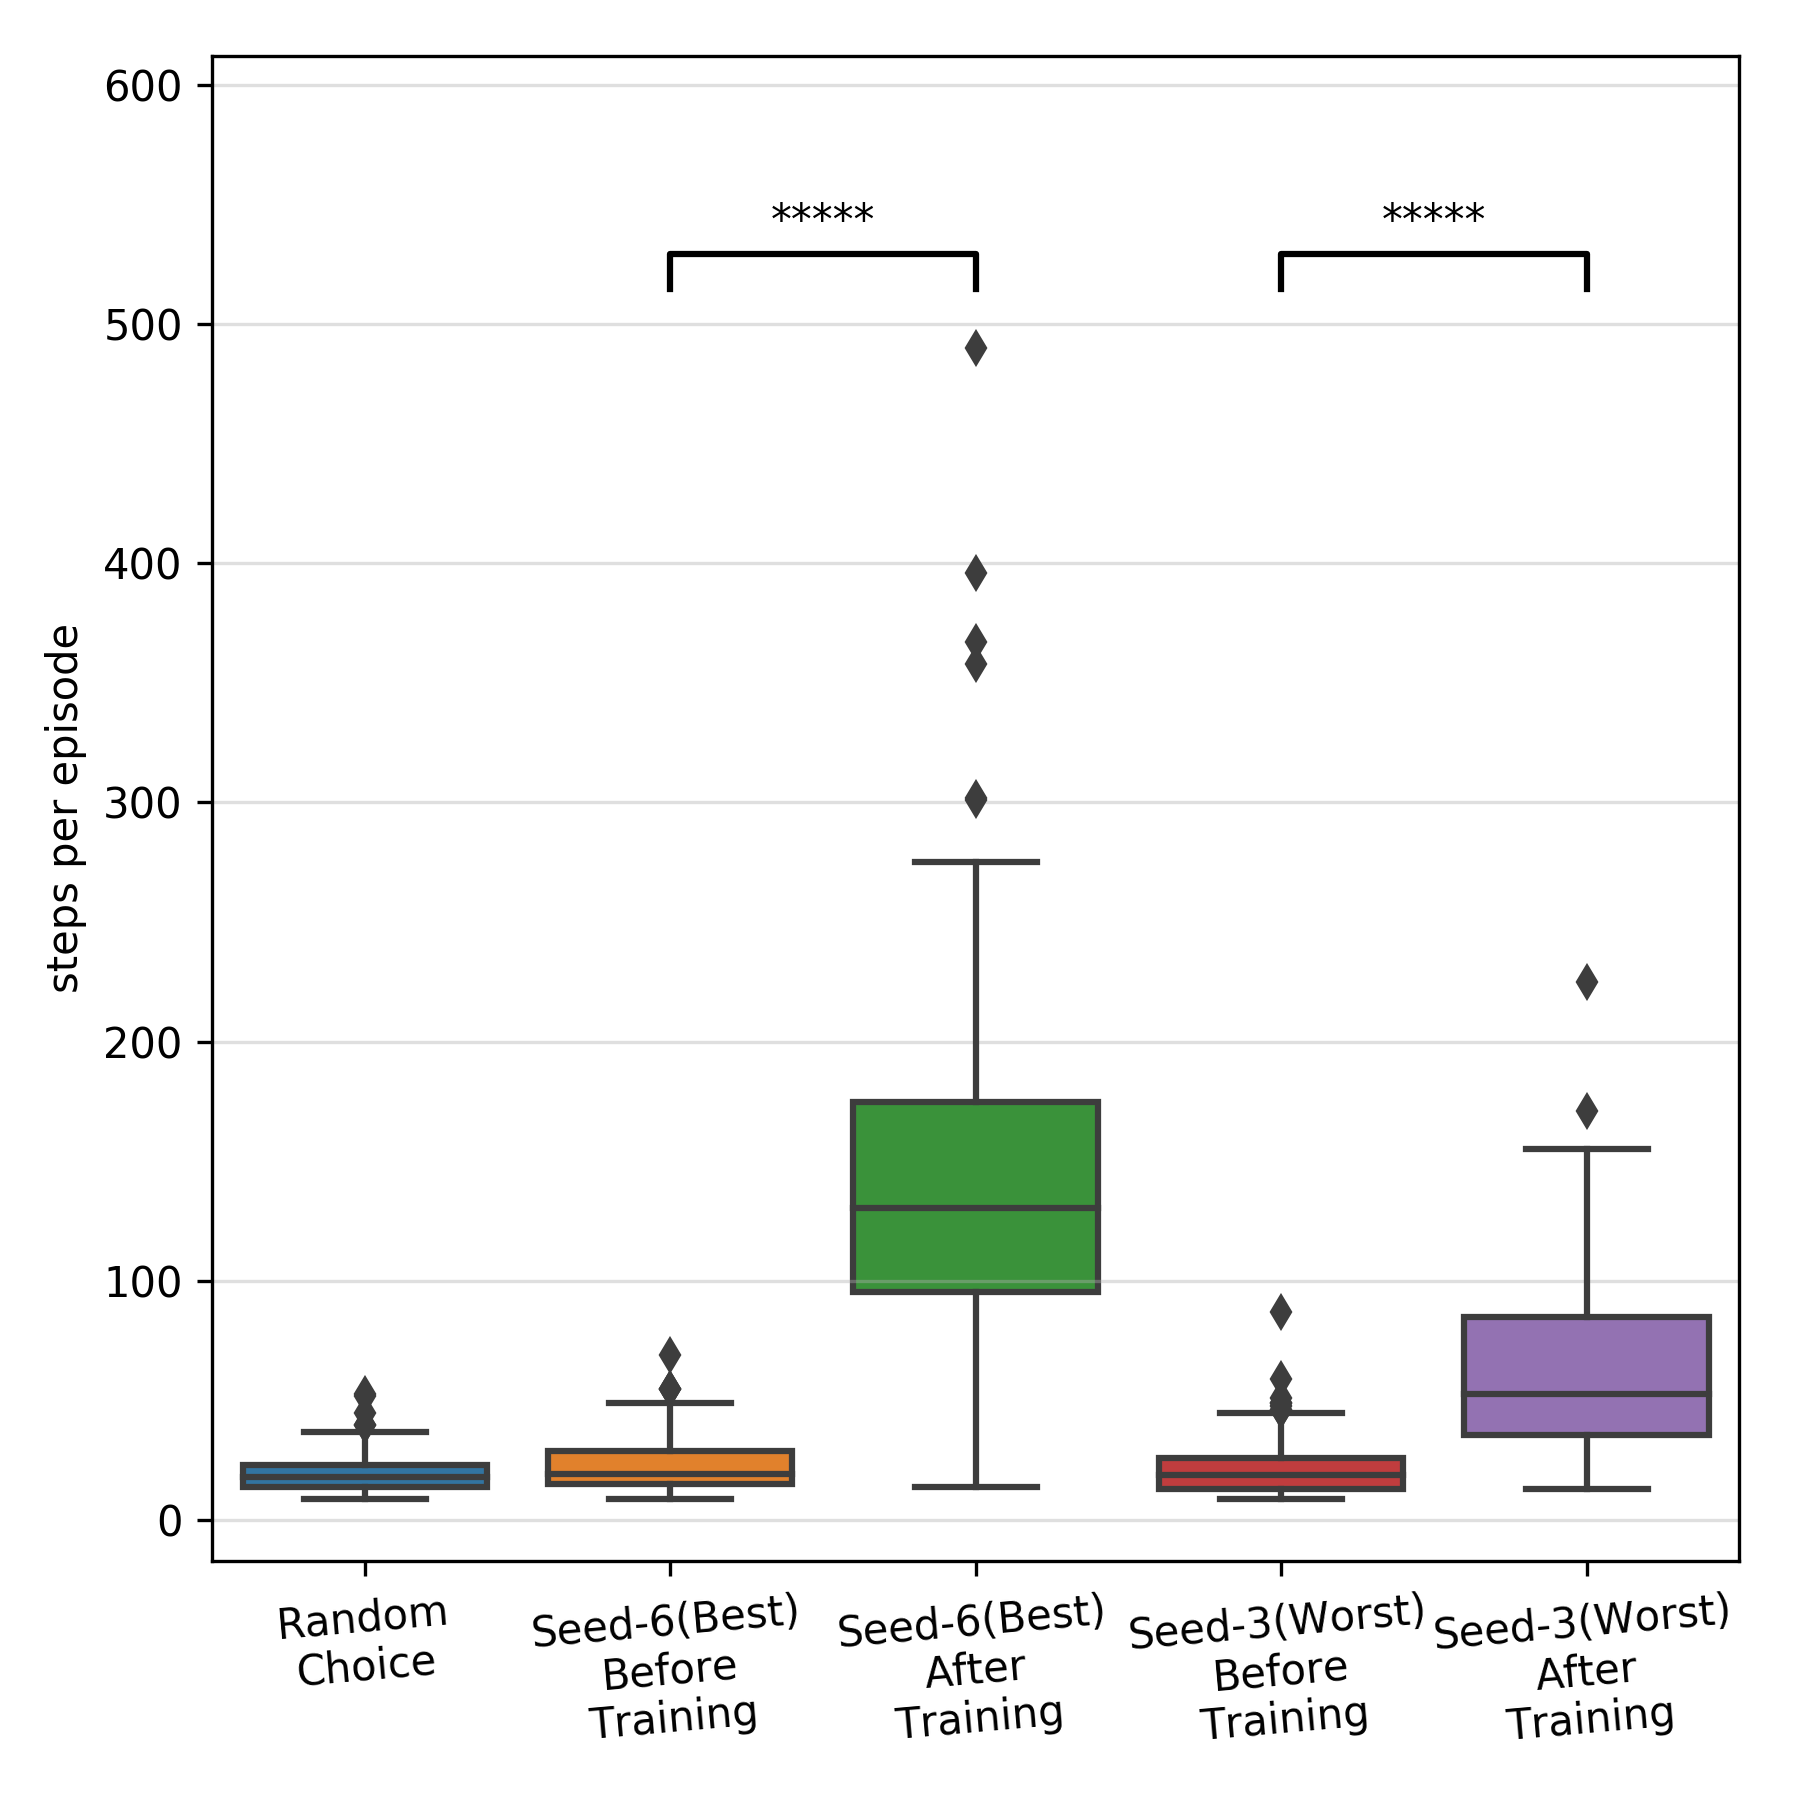 600
500
400
300
200
100
0
steps per episode
*****
*****
Random
Choice
Seed-6(Best)
Before
Training
Seed-6(Best)
After
Training
Seed-3(Worst)
Before
Training
Seed-3(Worst)
After
Training